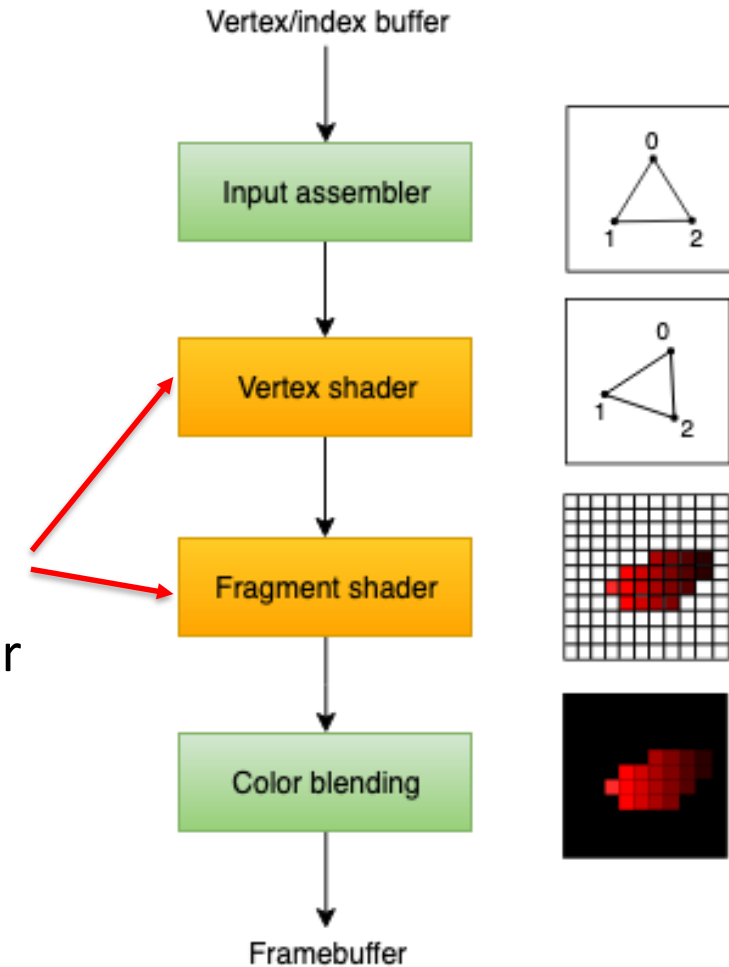 Vertex/index buffer
Input assembler
0
1 2
Vertex shader
0
1
2
Fragment shader
r
Color blending
Framebuffer